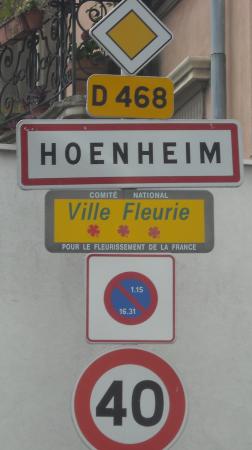 D 468
HOENHEIM
COMITÉ NATIONAL
Ville Fleurie
POUR LE FLEURISSEMENT DE LA FRANCE
1.15
16.31
40